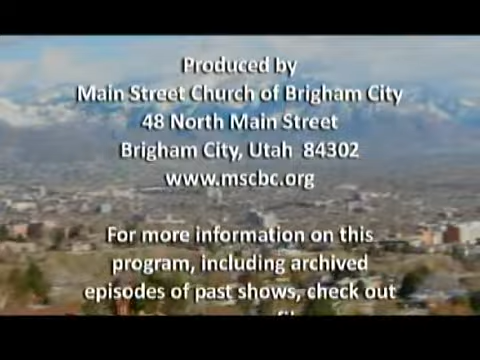 Produced by
Main Street Church of Brigham City
48 North Main Street
Brigham City, Utah  84302
www.mscbc.org
For more information on this
program, including archived
episodes of past shows, check out